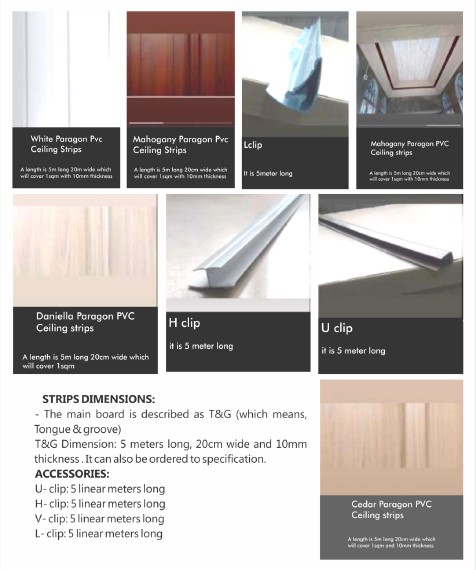 White Paragon Pvc
Ceiling Strips
A length is 5m long 20m wide which
will cover 1sqm with 10mm thickness
Mahogany Paragon Pvc
Ceiling Strips
A length is 5m long 20cm wide which
will cover 1sqm with 10mm thickness
Lclip
It is 5meter long
Mahogany Paragon PVC
Ceiling strips
A length is 5m long 20cm wide which
will cover 1sqm with 10mm thickness
Daniella Paragon PVC
Ceiling strips
A length is 5m long 20cm wide which
will cover 1sqm
H clip
it is 5 meter long
U clip
it is 5 meter long
STRIPS DIMENSIONS:
- The main board is described as T&G (which means,
Tongue & groove)
T&G Dimension: 5 meters long, 20cm wide and 10mm
thickness . It can also be ordered to specification.
ACCESSORIES:
U- clip: 5 linear meters long
H- clip: 5 linear meters long
V- clip: 5 linear meters long
L- clip: 5 linear meters long
Cedar Paragon PVC
Ceiling strips
A length is 5m long 20cm wide which
will cover 1sqm and 10mm thickness